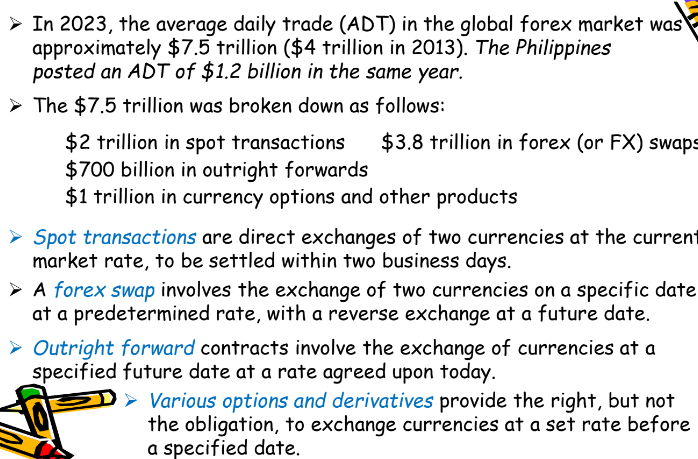 ➢ In 2023, the average daily trade (ADT) in the global forex market was
approximately $7.5 trillion ($4 trillion in 2013). The Philippines
posted an ADT of $1.2 billion in the same year.
➢ The $7.5 trillion was broken down as follows:
$2 trillion in spot transactions $3.8 trillion in forex (or FX) swaps
$700 billion in outright forwards
$1 trillion in currency options and other products
➢ Spot transactions are direct exchanges of two currencies at the current
market rate, to be settled within two business days.
➢ A forex swap involves the exchange of two currencies on a specific date
at a predetermined rate, with a reverse exchange at a future date.
➢ Outright forward contracts involve the exchange of currencies at a
specified future date at a rate agreed upon today.
➢ Various options and derivatives provide the right, but not
the obligation, to exchange currencies at a set rate before
a specified date.